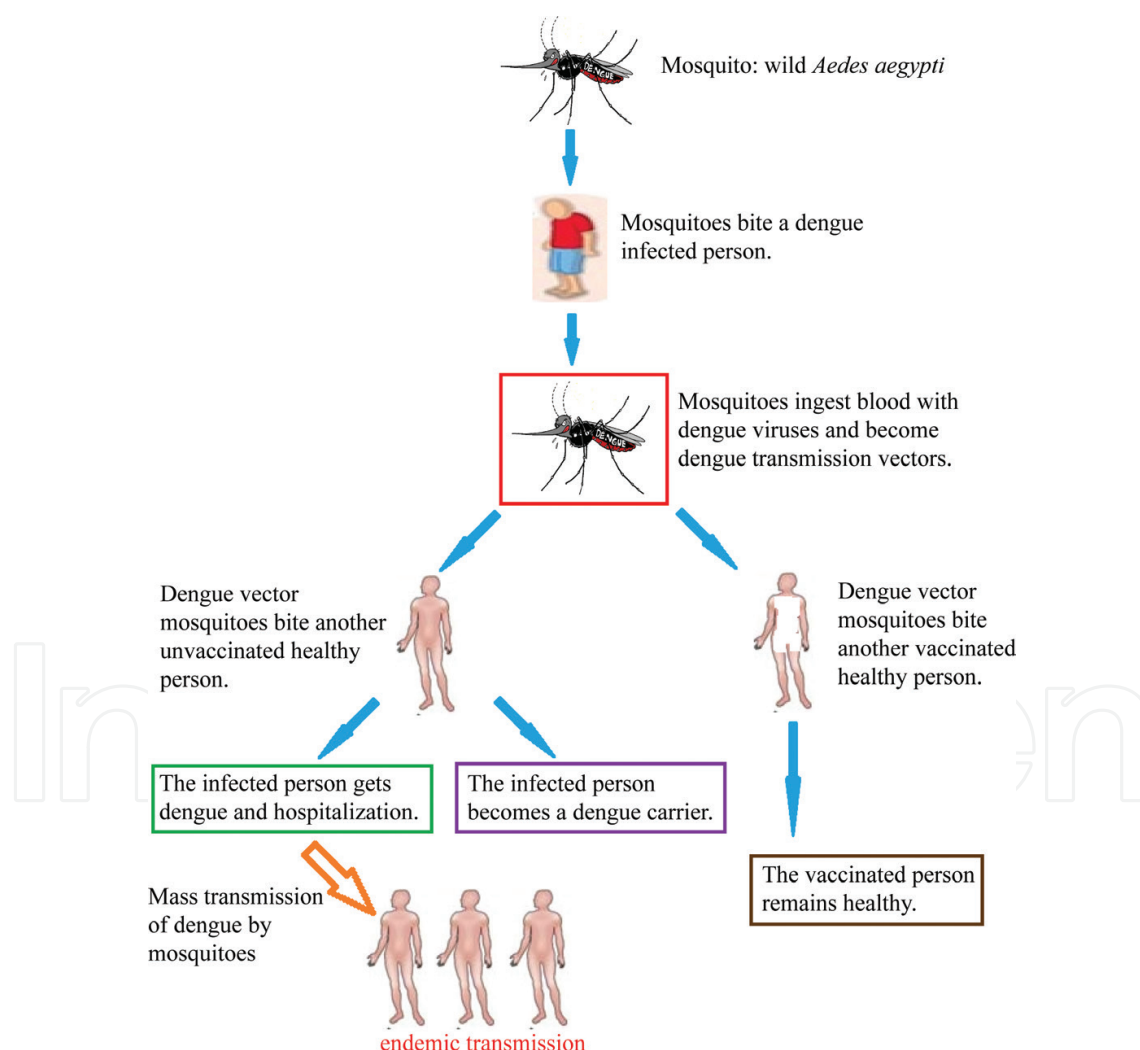 DENGUE
Mosquito: wild Aedes aegypti
Mosquitoes bite a dengue
infected person.
DENGUE
Mosquitoes ingest blood with
dengue viruses and become
dengue transmission vectors.
Dengue vector
mosquitoes bite another
unvaccinated healthy
person.
Dengue vector
mosquitoes bite
another vaccinated
healthy person.
In
en
The infected person gets
dengue and hospitalization.
The infected person
becomes a dengue carrier.
The vaccinated person
remains healthy.
Mass transmission
of dengue by
mosquitoes
endemic transmission